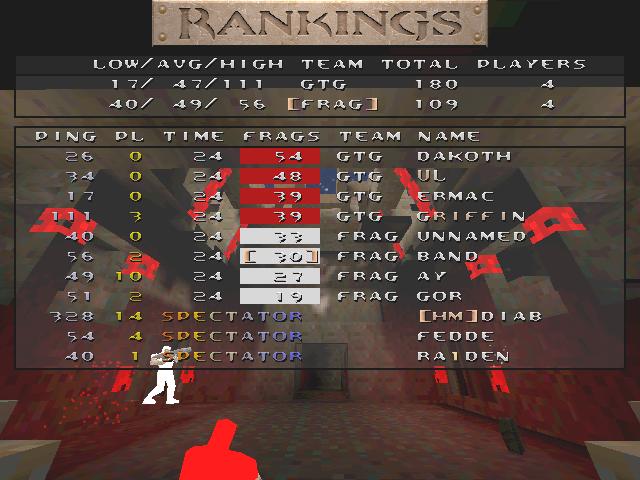 RANKINGS
LOW/AVG/HIGH TEAM TOTAL PLAYERS
17/ 47/111 GTG 180 4
40/ 49/ 56 [FRAG] 109 4
PING PL TIME FRAGS TEAM NAME
26 0 24 54 GTG DAKOTH
34 0 24 48 GTG UL
17 0 24 39 GTG ERMAC
111 3 24 39 GTG GRIFFIN
40 0 24 33 FRAG UNNAMED
56 2 24 [ 30] FRAG BAND
49 10 24 27 FRAG AY
51 2 24 19 FRAG GOR
328 14 SPECTATOR [HM]DIAB
54 4 SPECTATOR FEDDE
40 1 SPECTATOR RA1DEN